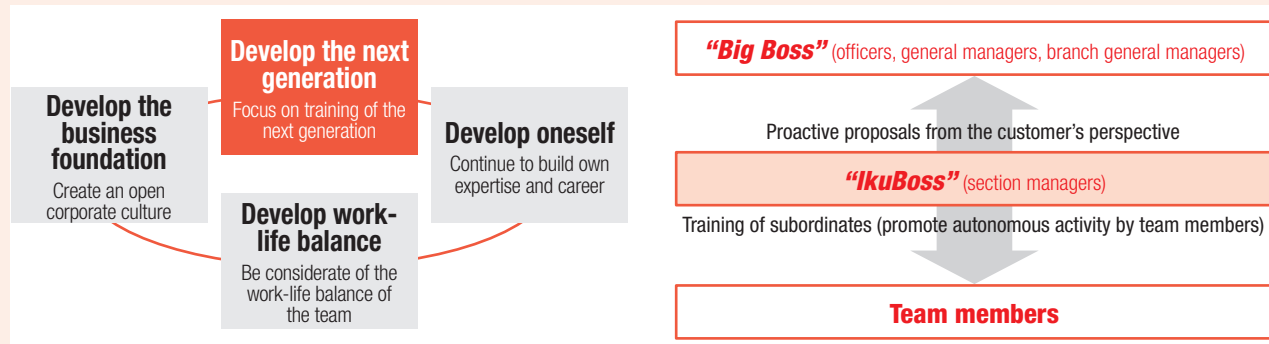 Develop the next
generation
Focus on training of the
next generation
Develop the
business
foundation
Create an open
corporate culture
Develop oneself
Continue to build own
expertise and career
Develop work-
life balance
Be considerate of the
work-life balance of
the team
“Big Boss” (officers, general managers, branch general managers)
Proactive proposals from the customer’s perspective
“IkuBoss” (section managers)
Training of subordinates (promote autonomous activity by team members)
Team members